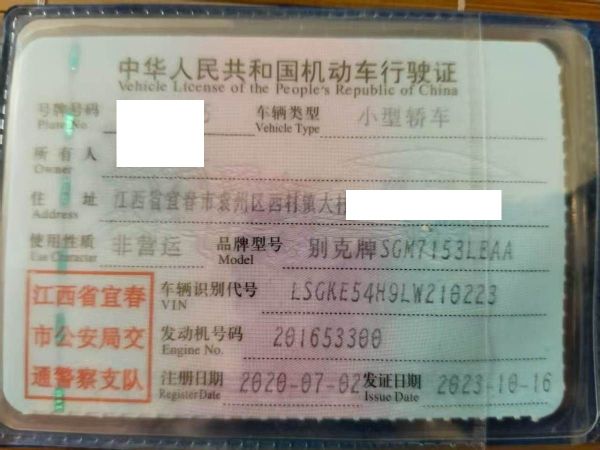 中华人民共和国机动车行驶证
Vehicle License of the People's Republic of China
号牌号码 车辆类型 小型轿车
Plate No. Vehicle Type
所有人
Owner
住址 江西省宜春市袁州区西村镇大村
Address
使用性质 非营运 品牌型号 别克牌SGM7153LBAA
Use Character Model
江西省宜春市公安局交通警察支队
车辆识别代号 LSGKE54H9LW210223
VIN
发动机号码 201653300
Engine No.
注册日期 2020-07-02 发证日期 2023-10-16
Register Date Issue Date